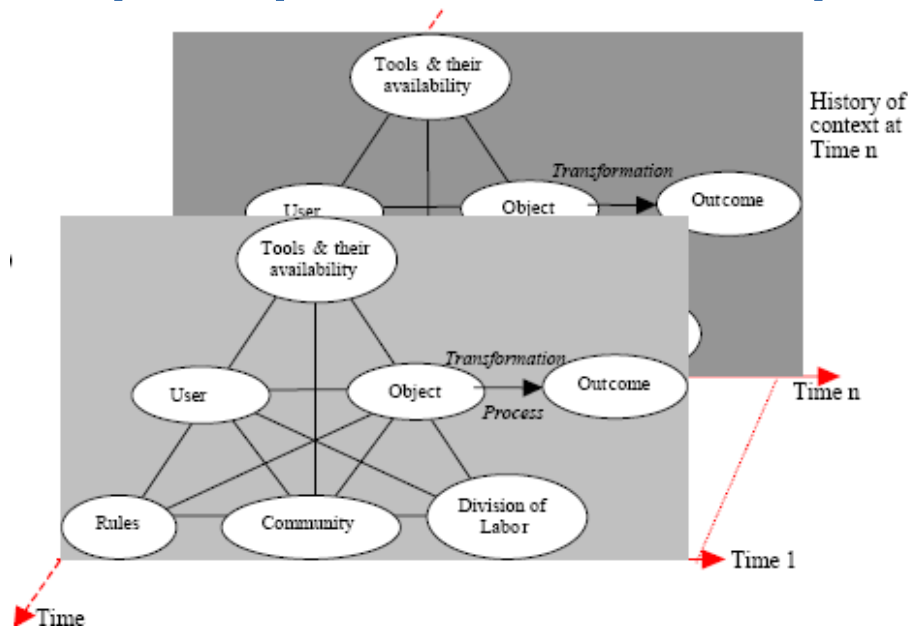 Tools & their
availability
History of
context at
Time n
Transformation
User
Object
Outcome
Tools & their
availability
Transformation
User
Object
Outcome
Time n
Process
Rules
Community
Division of
Labor
Time 1
Time